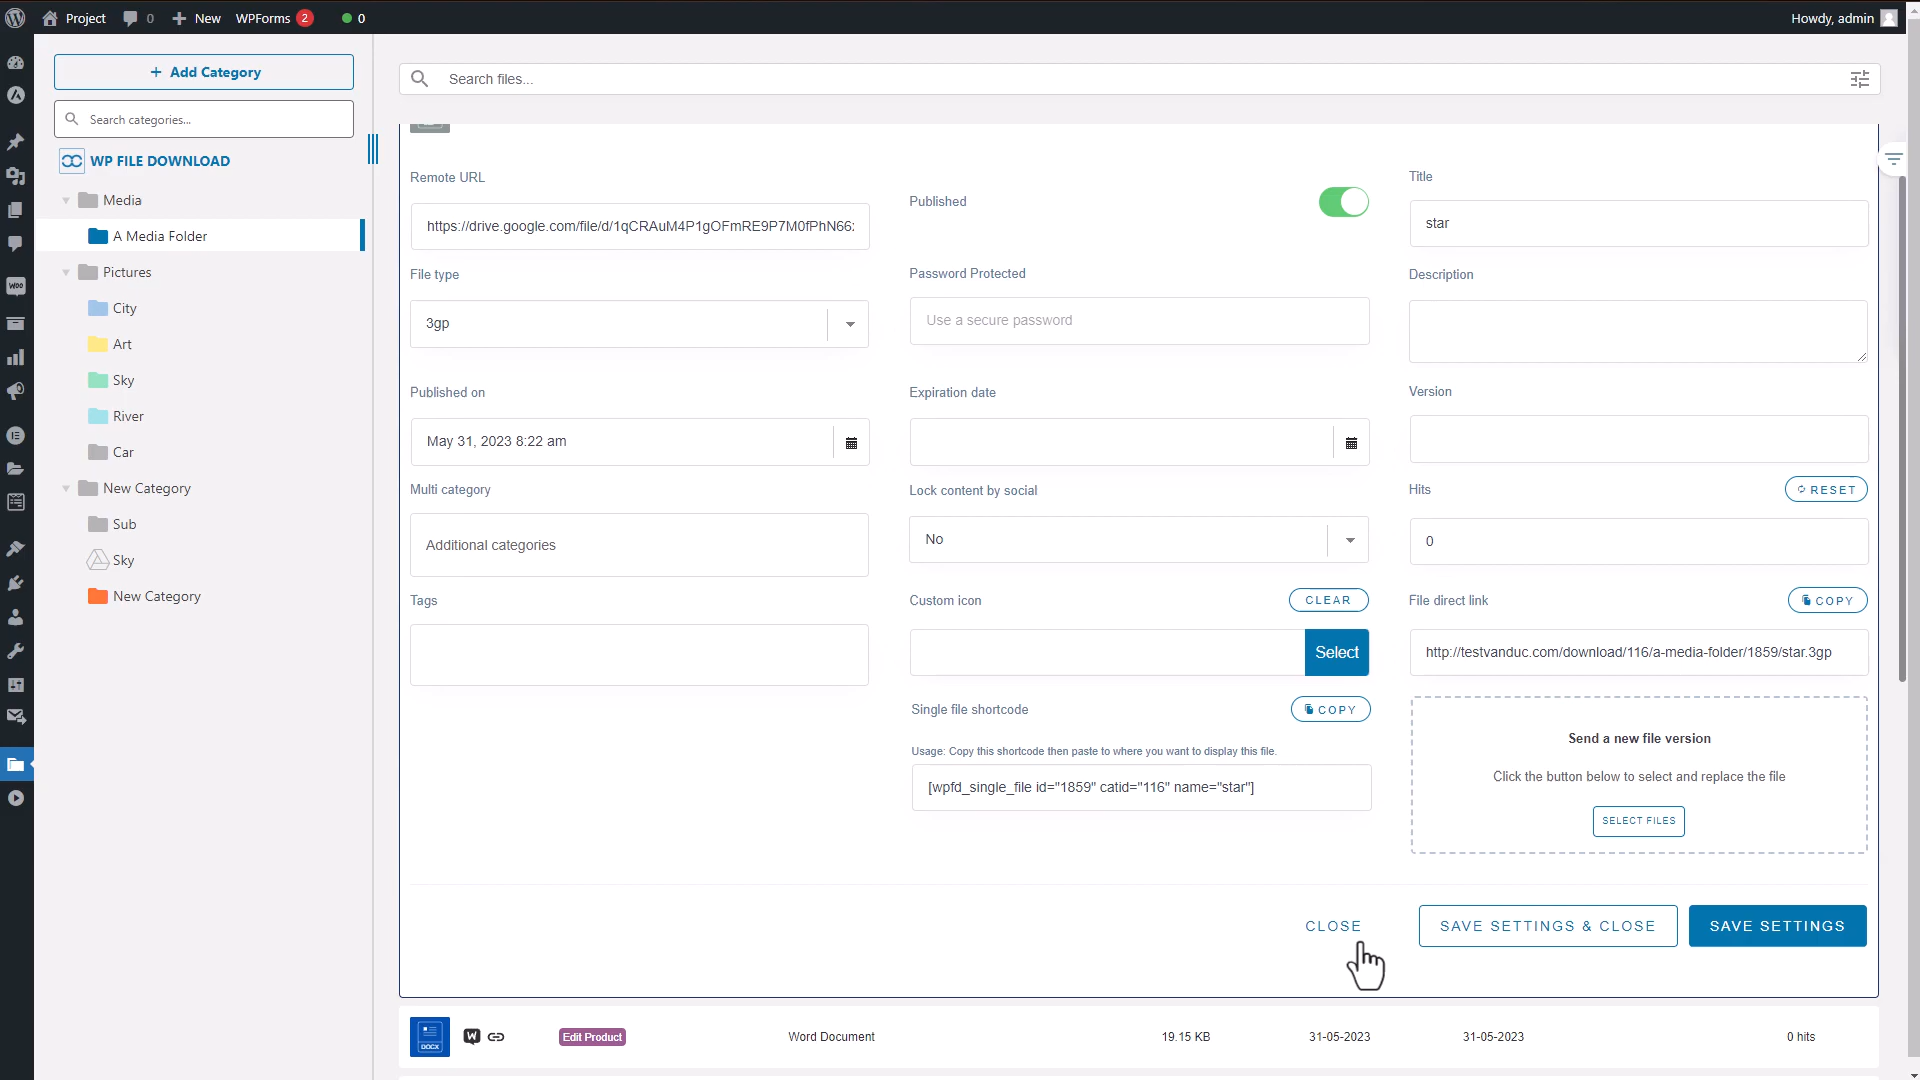 Project
0
New
WPForms 2
0
Howdy, admin
Add Category
Search categories...
WP FILE DOWNLOAD
Media
A Media Folder
Pictures
City
Art
Sky
River
Car
New Category
Sub
Sky
New Category
WOO
Search files...
Remote URL
https://drive.google.com/file/d/1qCRAuM4P1gOFmRE9P7M0fPhN66
Published
Title
star
File type
3gp
Password Protected
Use a secure password
Description
Published on
May 31, 2023 8:22 am
Expiration date
Version
Multi category
Additional categories
Lock content by social
No
Hits
RESET
0
Tags
Custom icon
CLEAR
Select
File direct link
COPY
http://testvanduc.com/download/116/a-media-folder/1859/star.3gp
Single file shortcode
COPY
Usage: Copy this shortcode then paste to where you want to display this file.
[wpfd_single_file id="1859" catid="116" name="star"]
Send a new file version
Click the button below to select and replace the file
SELECT FILES
CLOSE
SAVE SETTINGS & CLOSE
SAVE SETTINGS
DOCX
Edit Product
Word Document
19.15 KB
31-05-2023
31-05-2023
0 hits